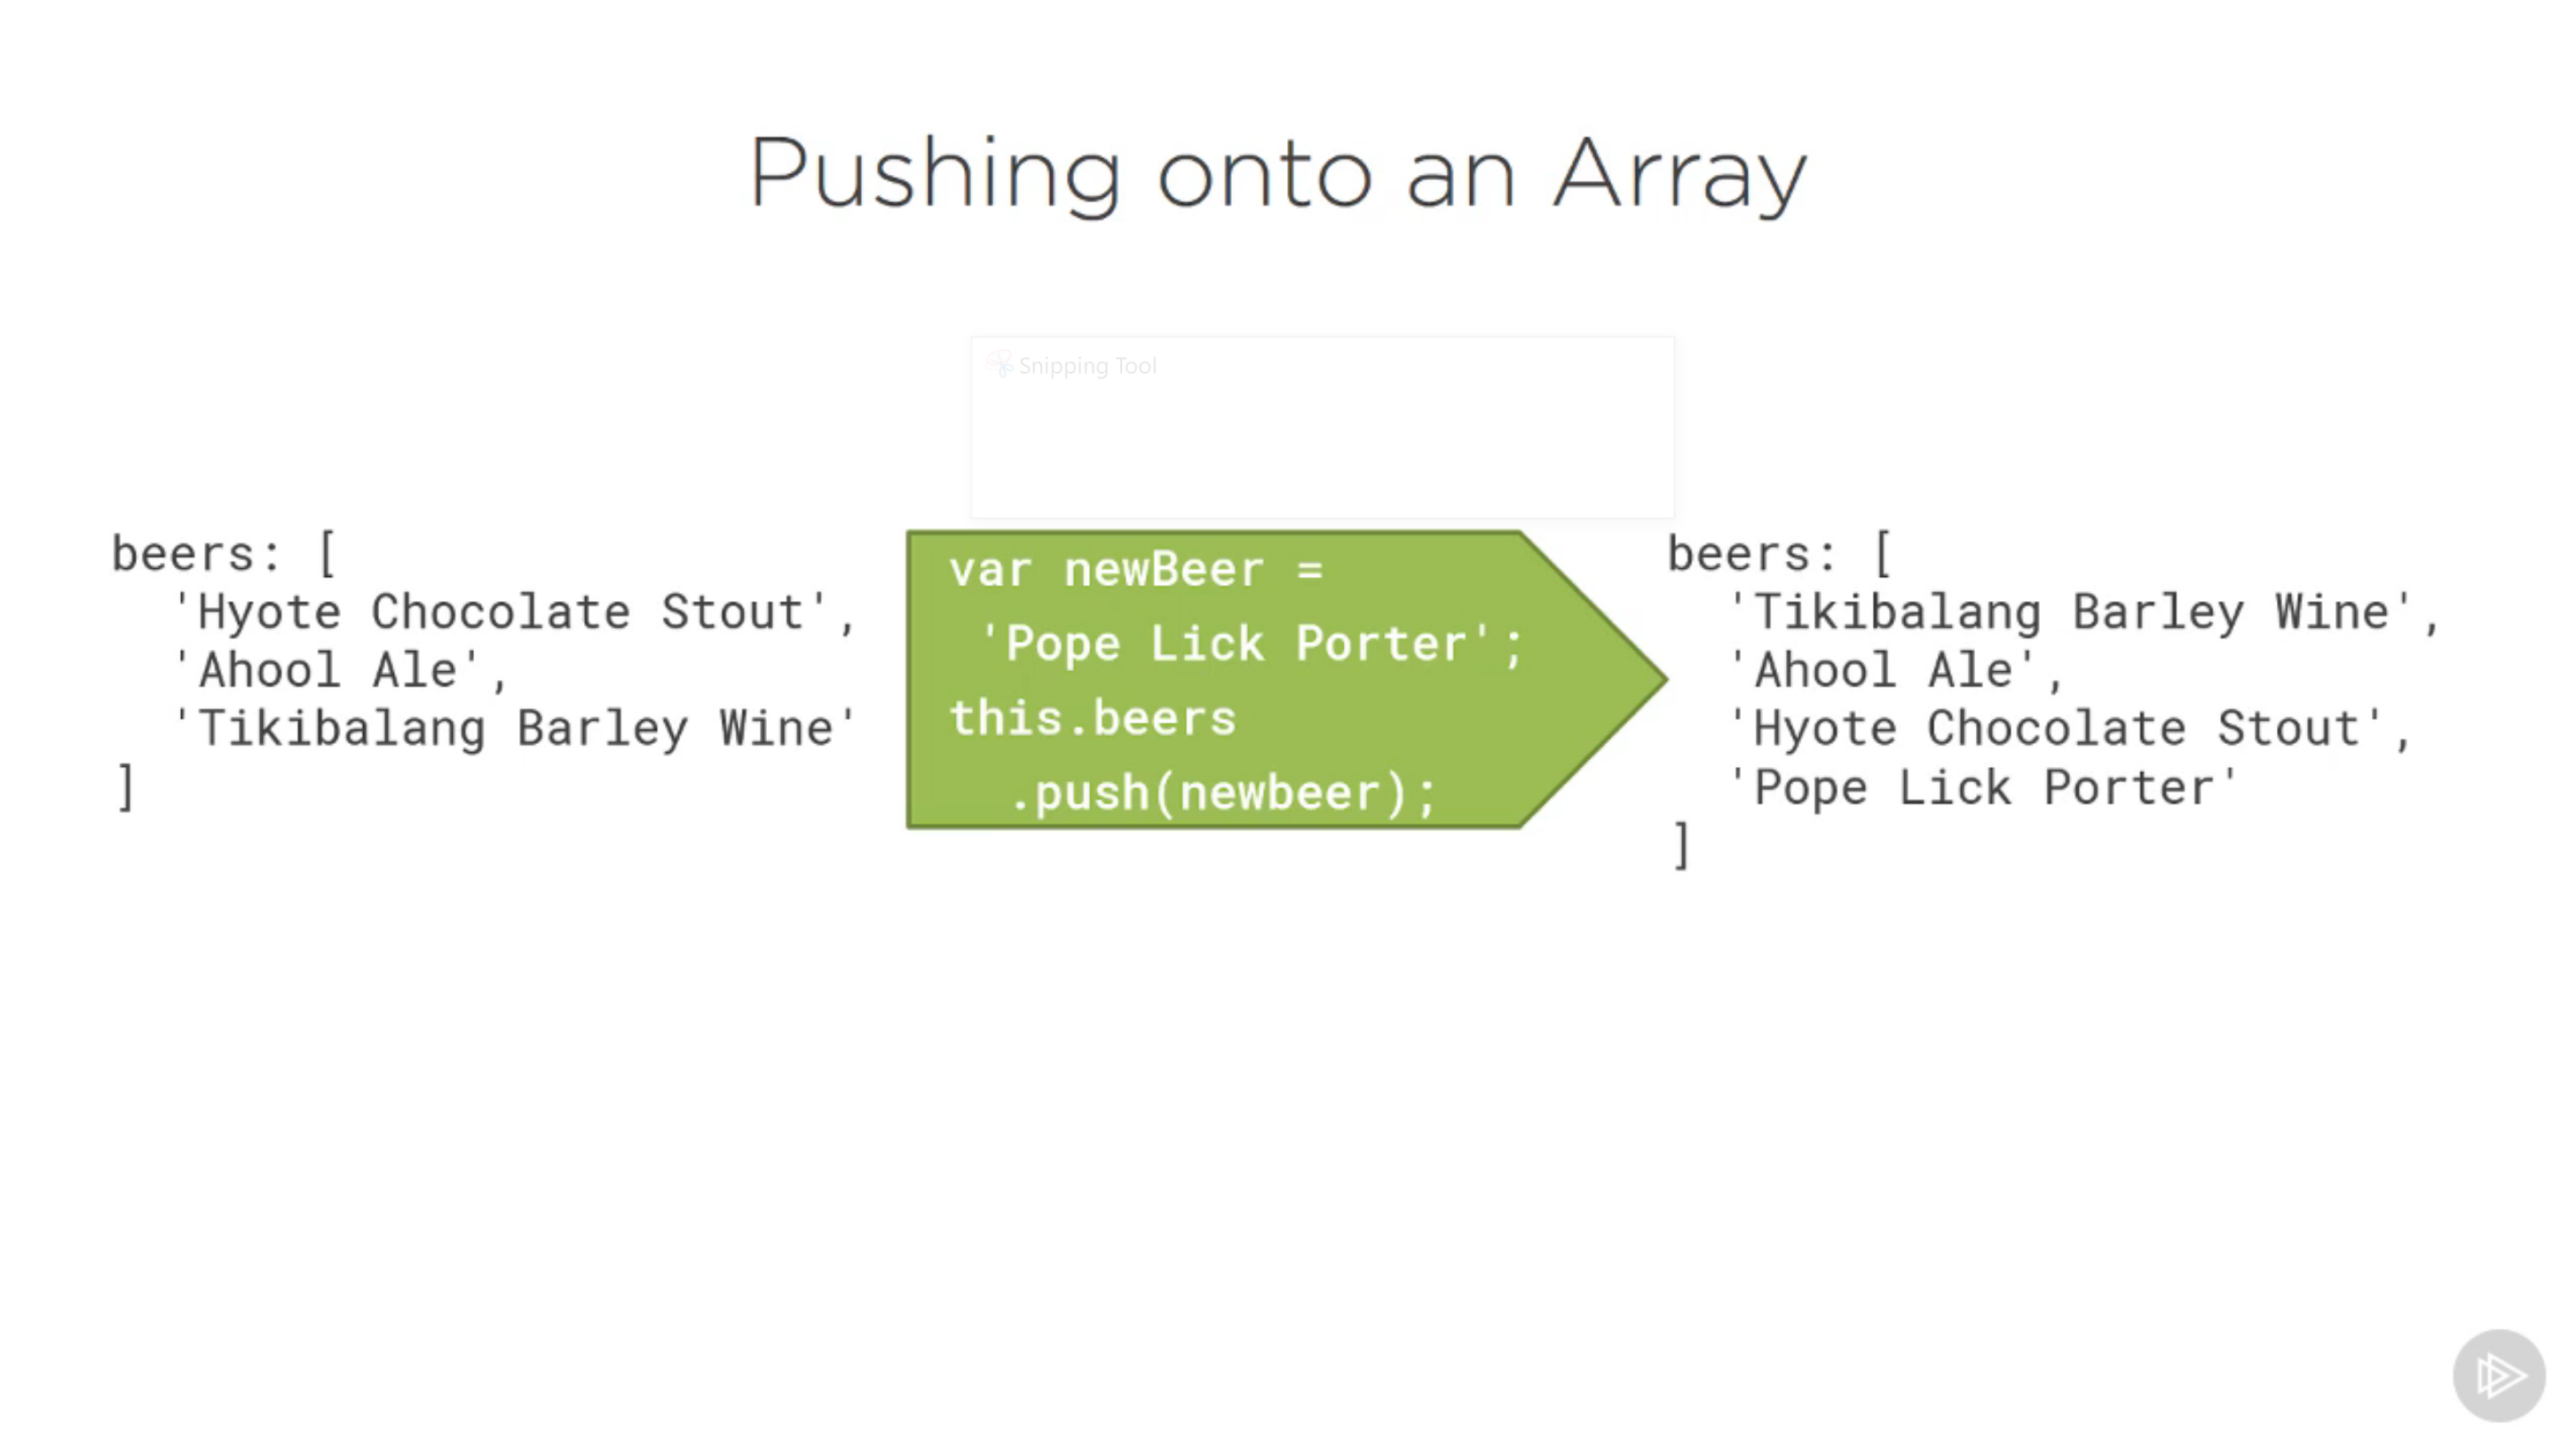 Pushing onto an Array
Snipping Tool
beers: [
'Hyote Chocolate Stout',
'Ahool Ale',
'Tikibalang Barley Wine'
]
var newBeer =
'Pope Lick Porter';
this.beers
.push(newbeer);
beers: [
'Tikibalang Barley Wine',
'Ahool Ale',
'Hyote Chocolate Stout',
'Pope Lick Porter'
]